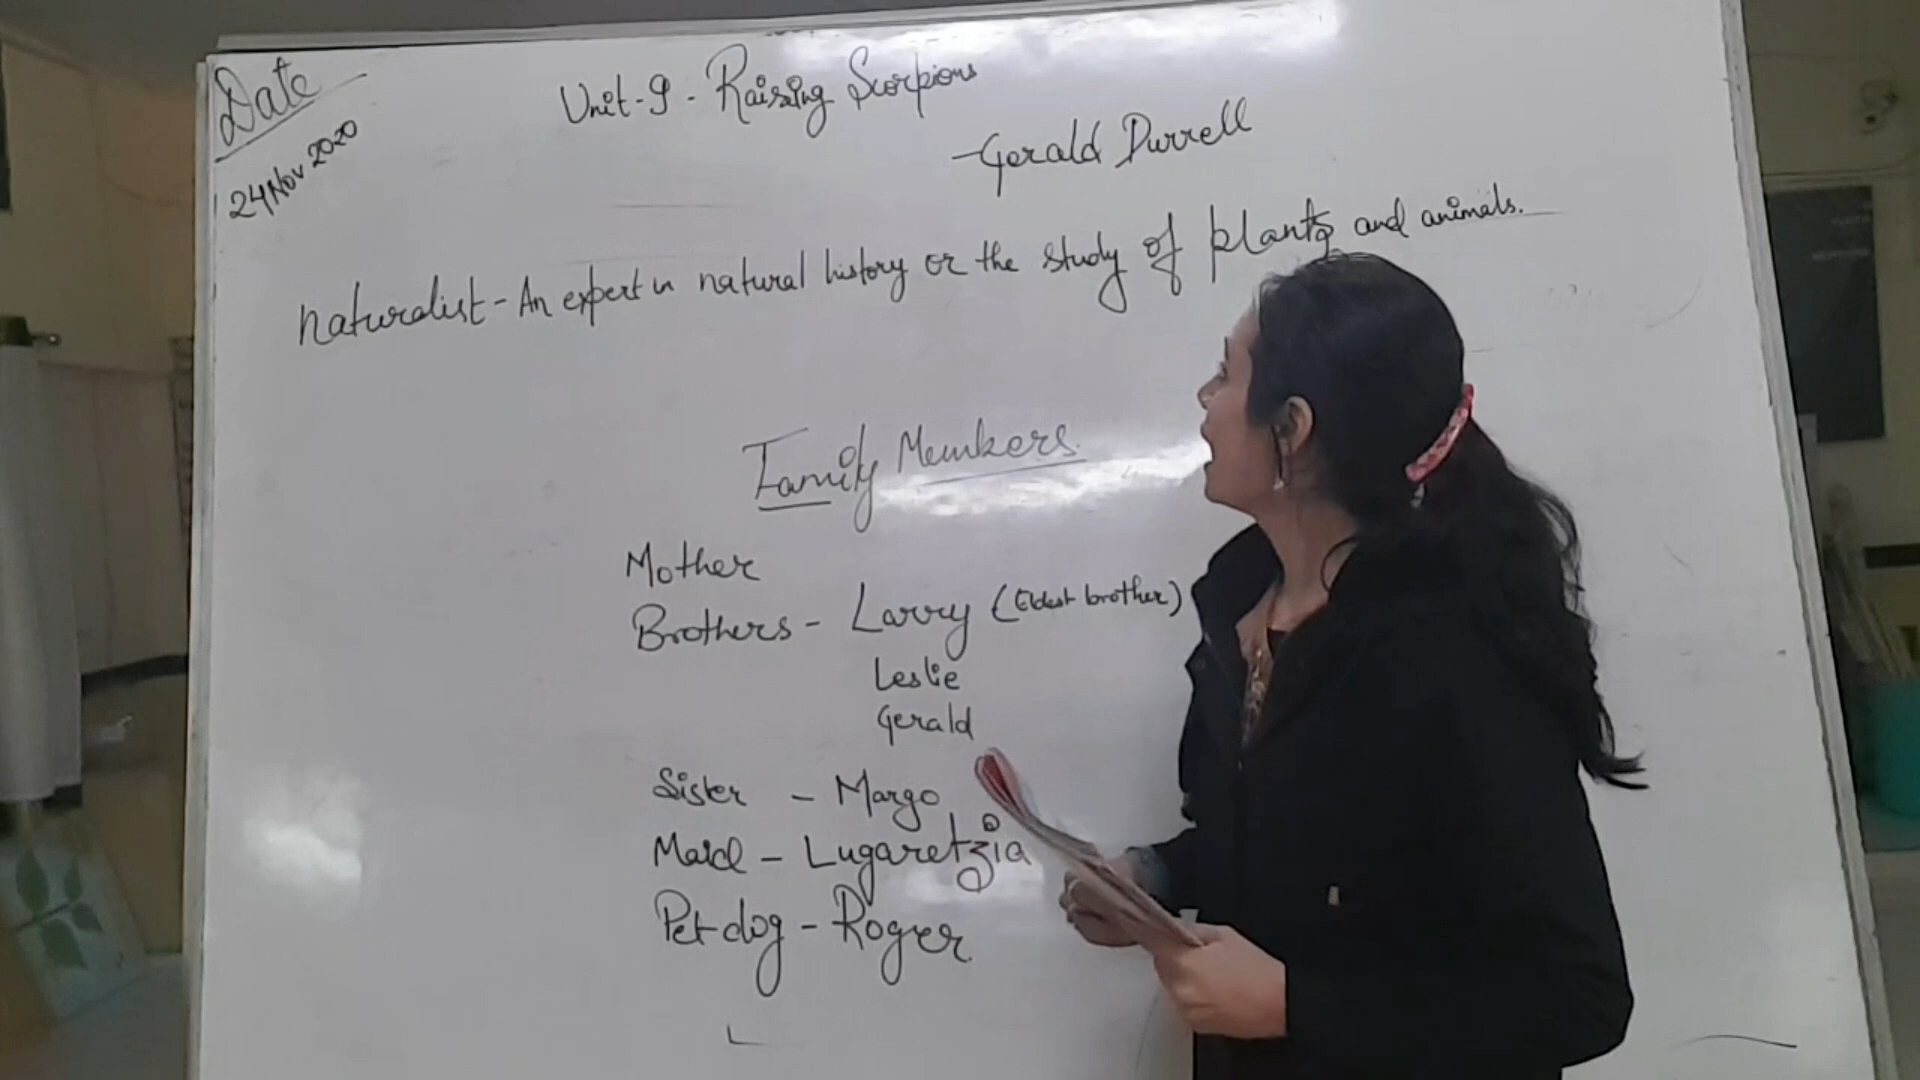 Date
24 Nov 2020
Unit-9 - Raising Scorpions
-Gerald Durrell
Naturalist - An expert in natural history or the study of plants and animals.
Family Members
Mother
Brothers - Larry (Eldest brother)
Leslie
Gerald
Sister - Margo
Maid - Lugaretzia
Pet dog - Roger